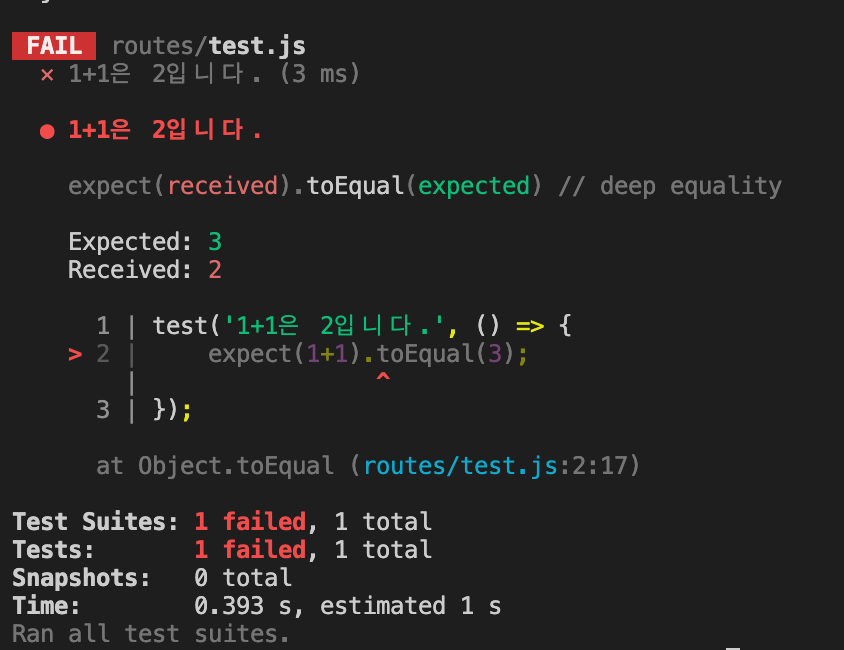 FAIL routes/test.js
✕ 1+1은 2입니다. (3 ms)
● 1+1은 2입니다.
expect(received).toEqual(expected) // deep equality
Expected: 3
Received: 2
1 | test('1+1은 2입니다.', () => {
> 2 |     expect(1+1).toEqual(3);
|                 ^
3 | });
at Object.toEqual (routes/test.js:2:17)
Test Suites: 1 failed, 1 total
Tests:       1 failed, 1 total
Snapshots:   0 total
Time:        0.393 s, estimated 1 s
Ran all test suites.